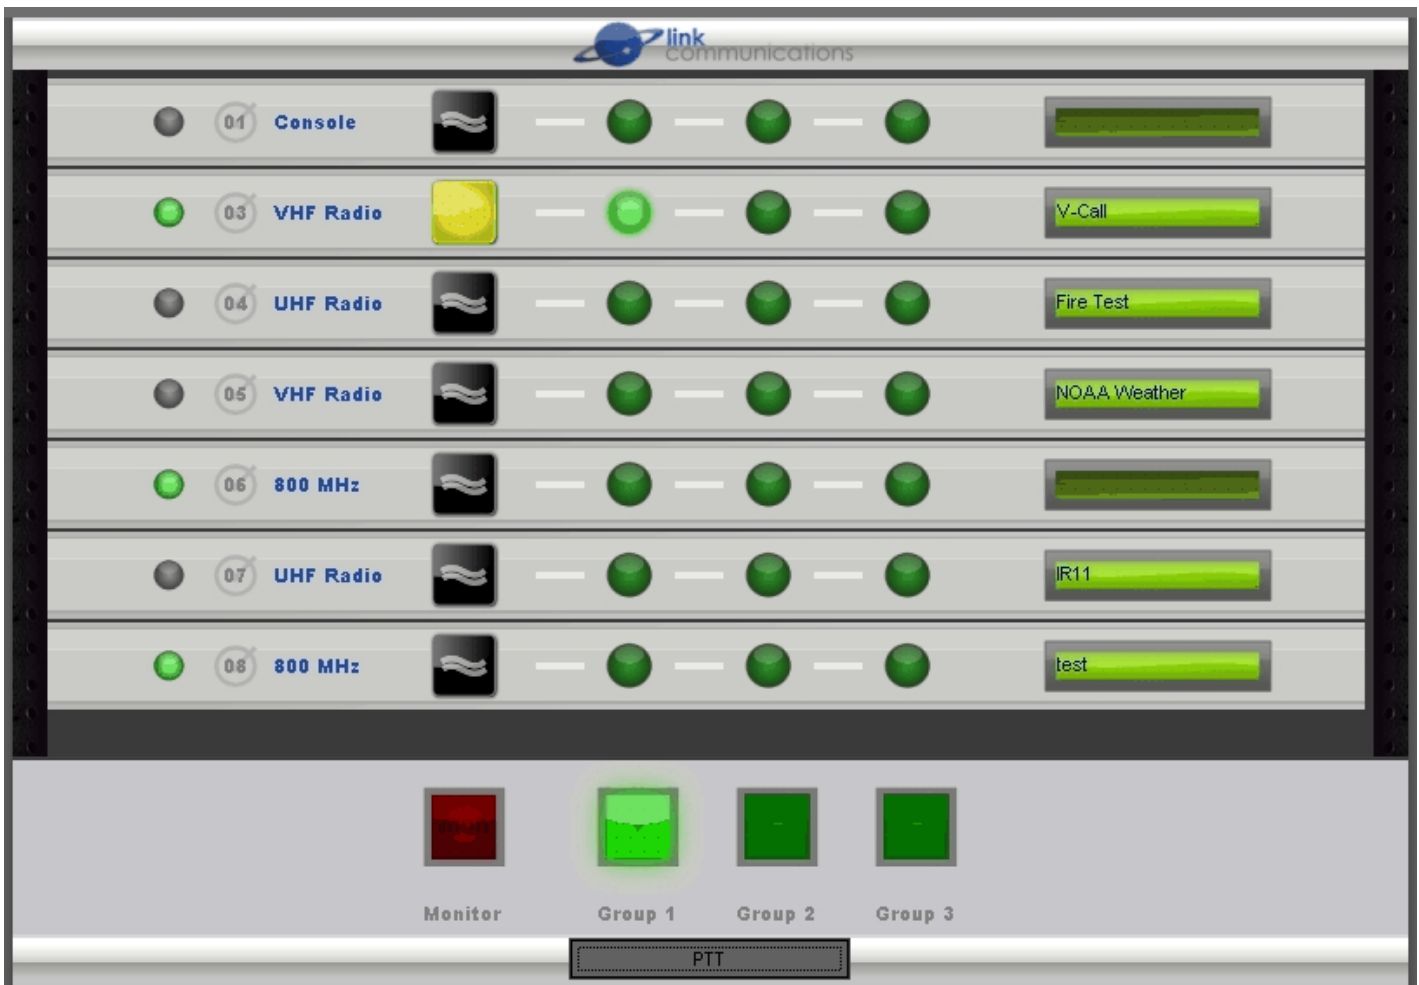 link
communications
01 Console
03 VHF Radio V-Call
04 UHF Radio Fire Test
05 VHF Radio NOAA Weather
06 800 MHz
07 UHF Radio IR11
08 800 MHz test
Monitor Group 1 Group 2 Group 3
PTT